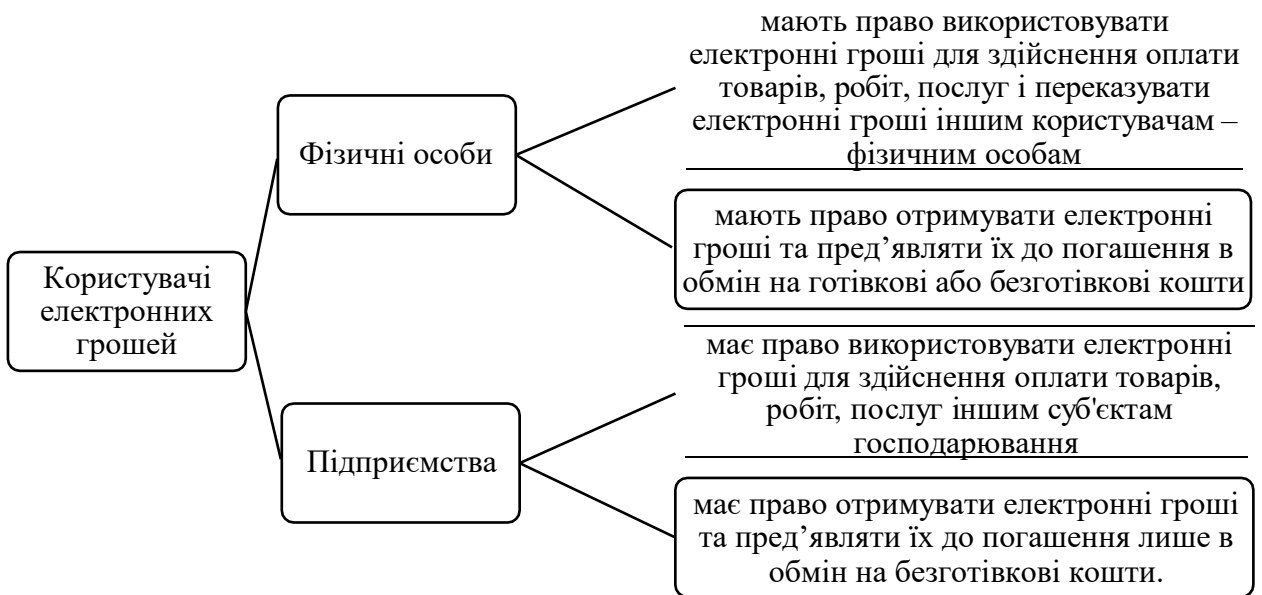 мають право використовувати
електронні гроші для здійснення оплати
товарів, робіт, послуг і переказувати
електронні гроші іншим користувачам –
фізичним особам
Фізичні особи
мають право отримувати електронні
гроші та пред’являти їх до погашення в
обмін на готівкові або безготівкові кошти
Користувачі
електронних
грошей
має право використовувати електронні
гроші для здійснення оплати товарів,
робіт, послуг іншим суб'єктам
господарювання
Підприємства
має право отримувати електронні гроші
та пред’являти їх до погашення лише в
обмін на безготівкові кошти.